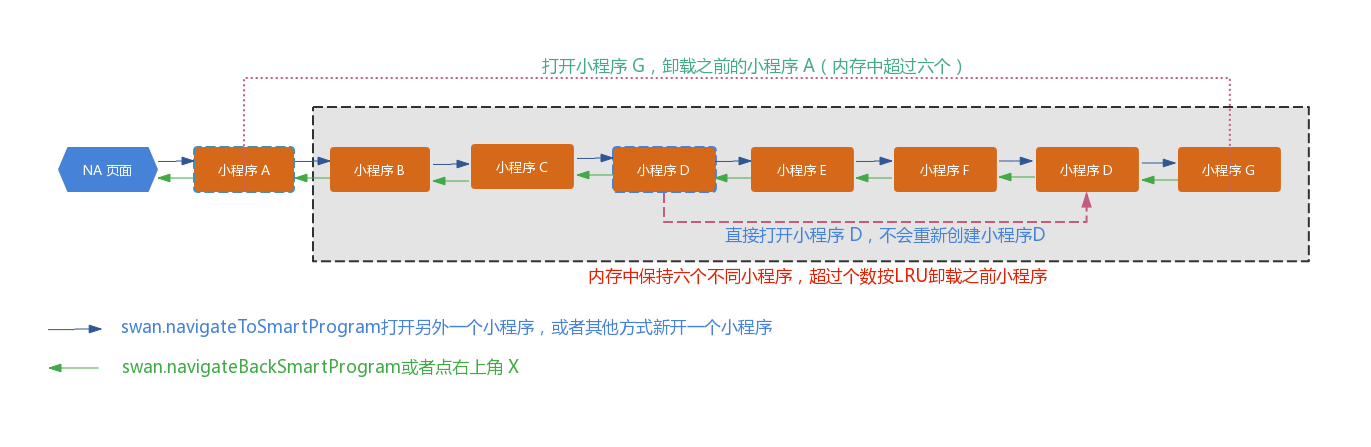 打开小程序 G，卸载之前的小程序 A（内存中超过六个）
NA 页面
小程序 A
小程序 B
小程序 C
小程序 D
小程序 E
小程序 F
小程序 D
小程序 G
直接打开小程序 D，不会重新创建小程序D
内存中保持六个不同小程序，超过个数按LRU卸载之前小程序
swan.navigateToSmartProgram打开另外一个小程序，或者其他方式新开一个小程序
swan.navigateBackSmartProgram或者点右上角 X